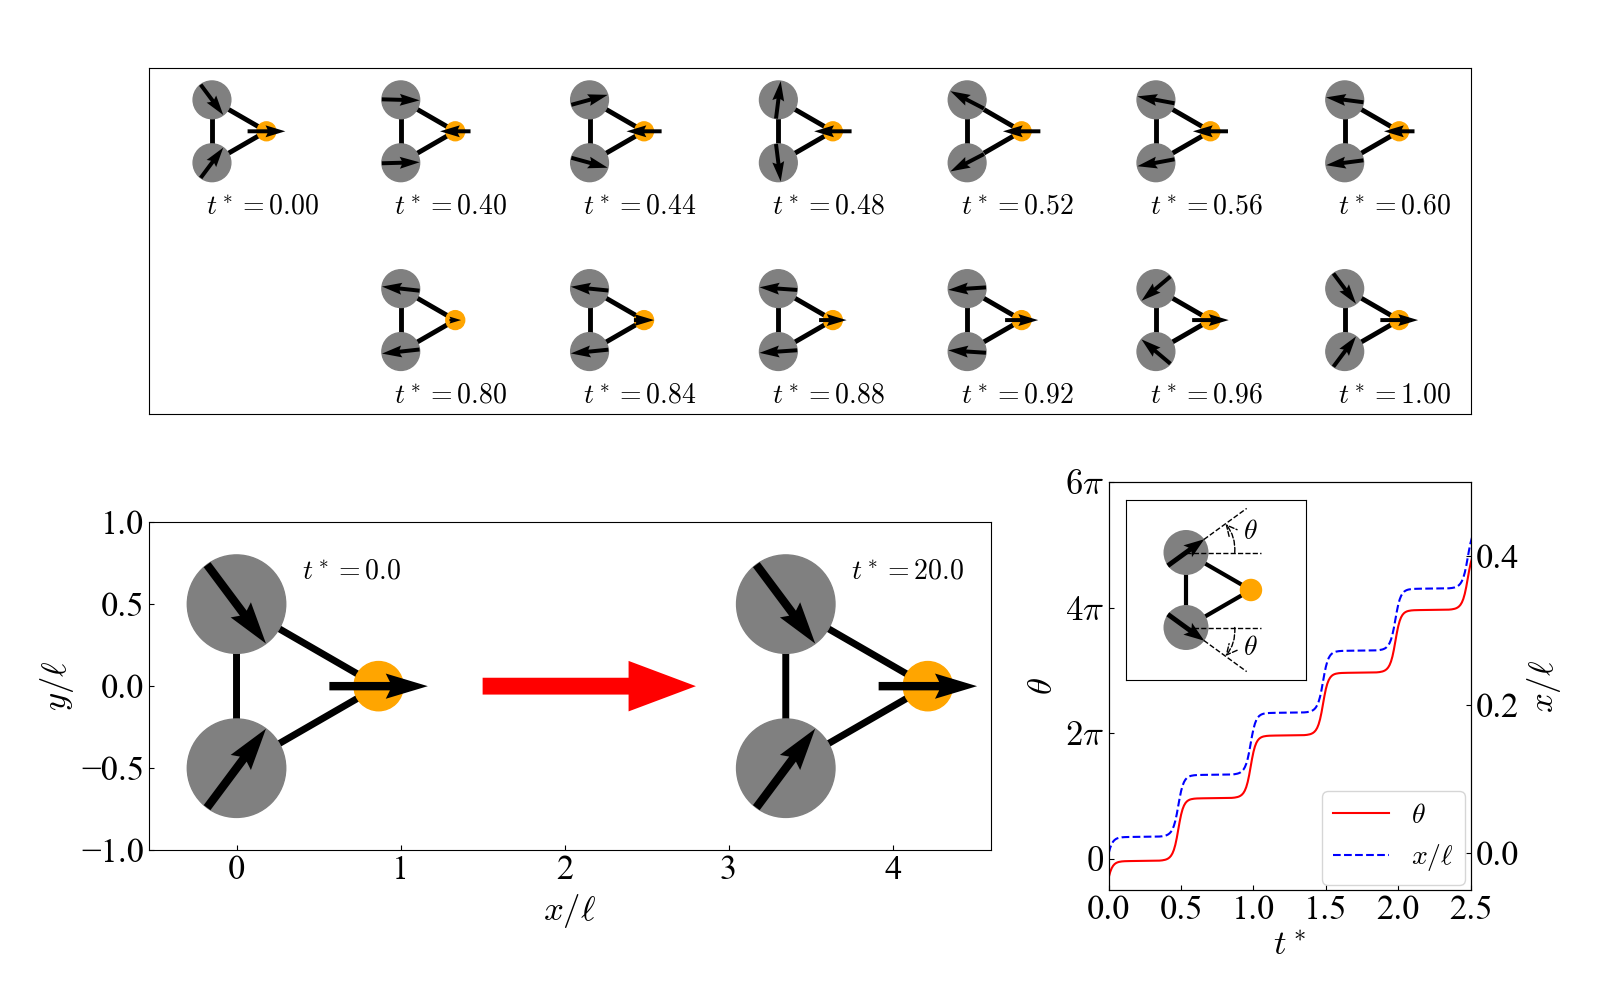 t* = 0.00 t* = 0.40 t* = 0.44 t* = 0.48 t* = 0.52 t* = 0.56 t* = 0.60
t* = 0.80 t* = 0.84 t* = 0.88 t* = 0.92 t* = 0.96 t* = 1.00
1.0
0.5
0.0
−0.5
−1.0
y/ℓ
t* = 0.0
t* = 20.0
0 1 2 3 4
x/ℓ
6π
4π
2π
0
θ
θ
θ
0.4
0.2
0.0
x/ℓ
θ
x/ℓ
0.0 0.5 1.0 1.5 2.0 2.5
t*